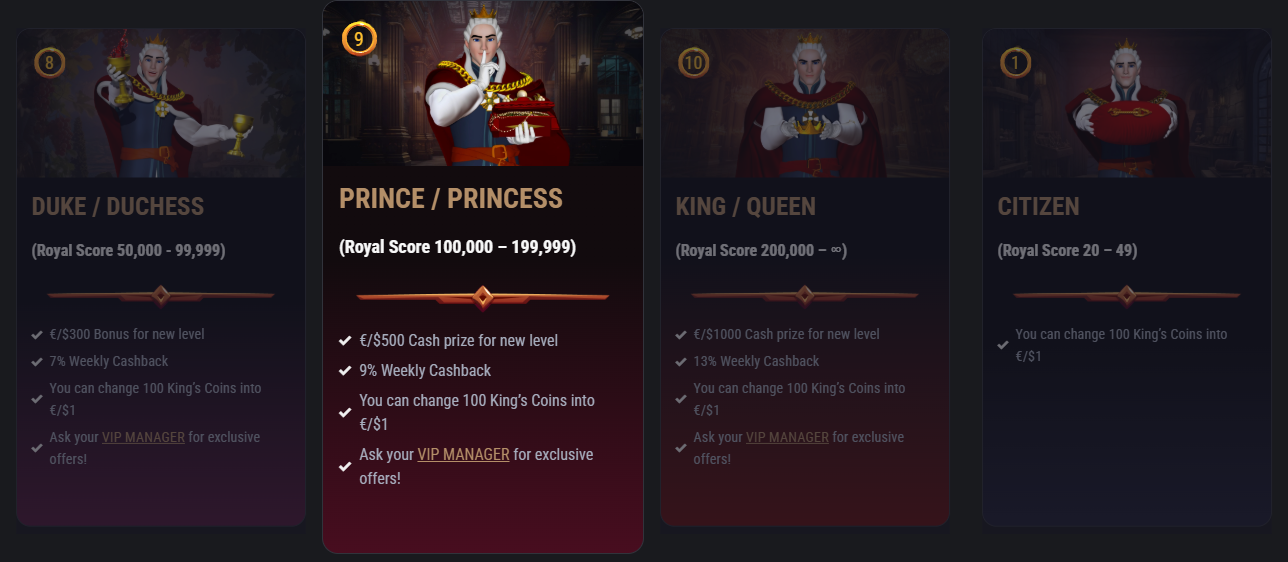 8
DUKE / DUCHESS
(Royal Score 50,000 - 99,999)
€/$300 Bonus for new level
7% Weekly Cashback
You can change 100 King's Coins into
€/$1
Ask your VIP MANAGER for exclusive
offers!
9
PRINCE / PRINCESS
(Royal Score 100,000 – 199,999)
€/$500 Cash prize for new level
9% Weekly Cashback
You can change 100 King's Coins into
€/$1
Ask your VIP MANAGER for exclusive
offers!
10
KING / QUEEN
(Royal Score 200,000 – ∞)
€/$1000 Cash prize for new level
13% Weekly Cashback
You can change 100 King's Coins into
€/$1
Ask your VIP MANAGER for exclusive
offers!
1
CITIZEN
(Royal Score 20 – 49)
You can change 100 King's Coins into
€/$1